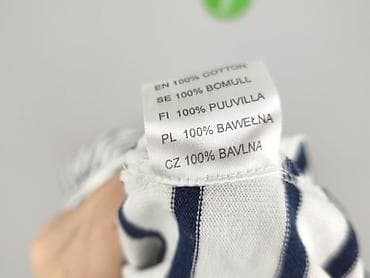 EN 100% COTTON
SE 100% BOMULL
FI 100% PUUVILLA
PL 100% BAWEŁNA
CZ 100% BAVLNA